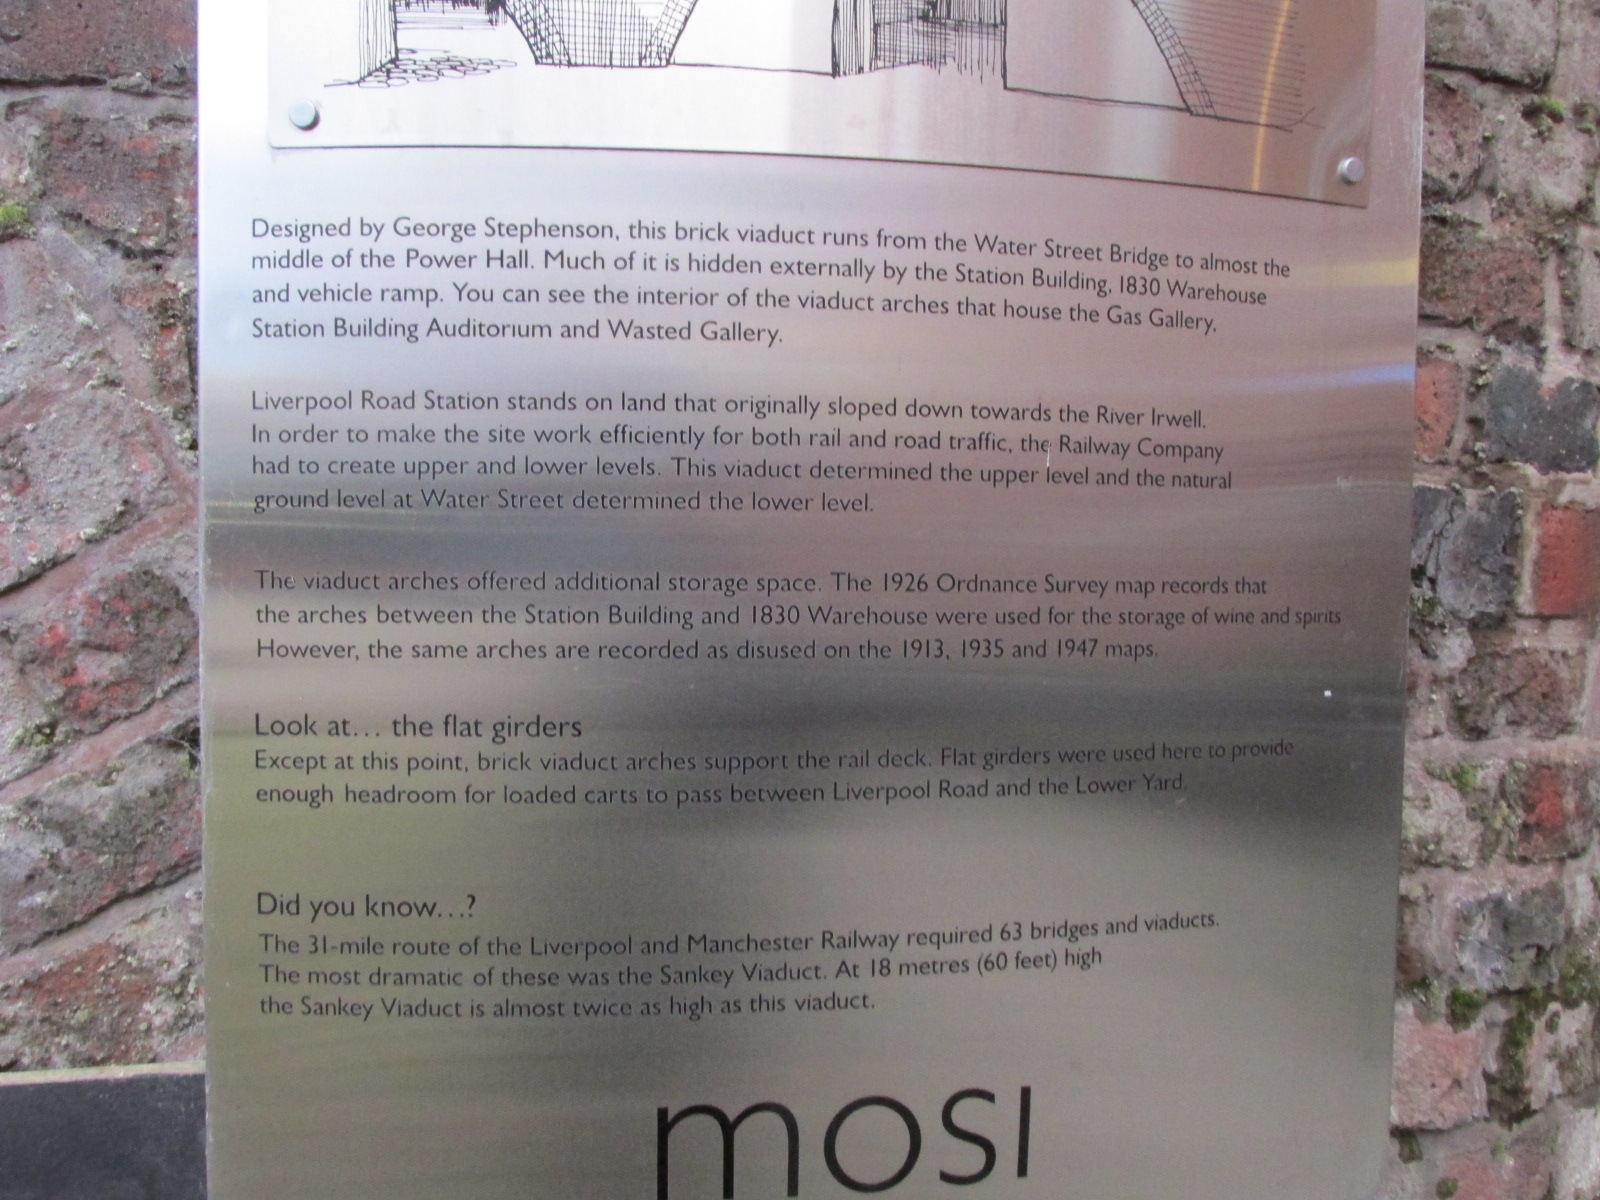 Designed by George Stephenson, this brick viaduct runs from the Water Street Bridge to almost the
middle of the Power Hall. Much of it is hidden externally by the Station Building, 1830 Warehouse
and vehicle ramp. You can see the interior of the viaduct arches that house the Gas Gallery,
Station Building Auditorium and Wasted Gallery.
Liverpool Road Station stands on land that originally sloped down towards the River Irwell.
In order to make the site work efficiently for both rail and road traffic, the Railway Company
had to create upper and lower levels. This viaduct determined the upper level and the natural
ground level at Water Street determined the lower level.
The viaduct arches offered additional storage space. The 1926 Ordnance Survey map records that
the arches between the Station Building and 1830 Warehouse were used for the storage of wine and spirits
However, the same arches are recorded as disused on the 1913, 1935 and 1947 maps.
Look at... the flat girders
Except at this point, brick viaduct arches support the rail deck. Flat girders were used here to provide
enough headroom for loaded carts to pass between Liverpool Road and the Lower Yard.
Did you know...?
The 31-mile route of the Liverpool and Manchester Railway required 63 bridges and viaducts.
The most dramatic of these was the Sankey Viaduct. At 18 metres (60 feet) high
the Sankey Viaduct is almost twice as high as this viaduct.
mosi